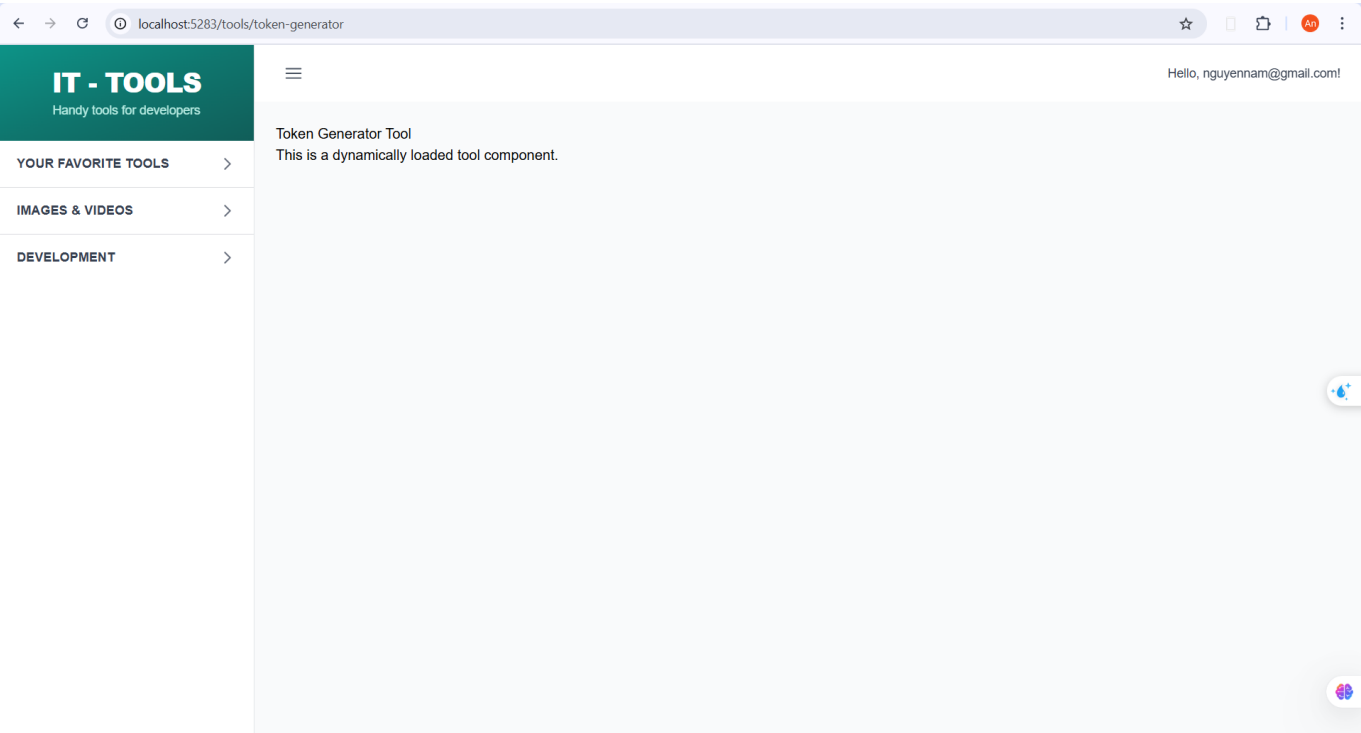 localhost:5283/tools/token-generator
An
IT - TOOLS
Handy tools for developers
Hello, nguyennam@gmail.com!
YOUR FAVORITE TOOLS
IMAGES & VIDEOS
DEVELOPMENT
Token Generator Tool
This is a dynamically loaded tool component.